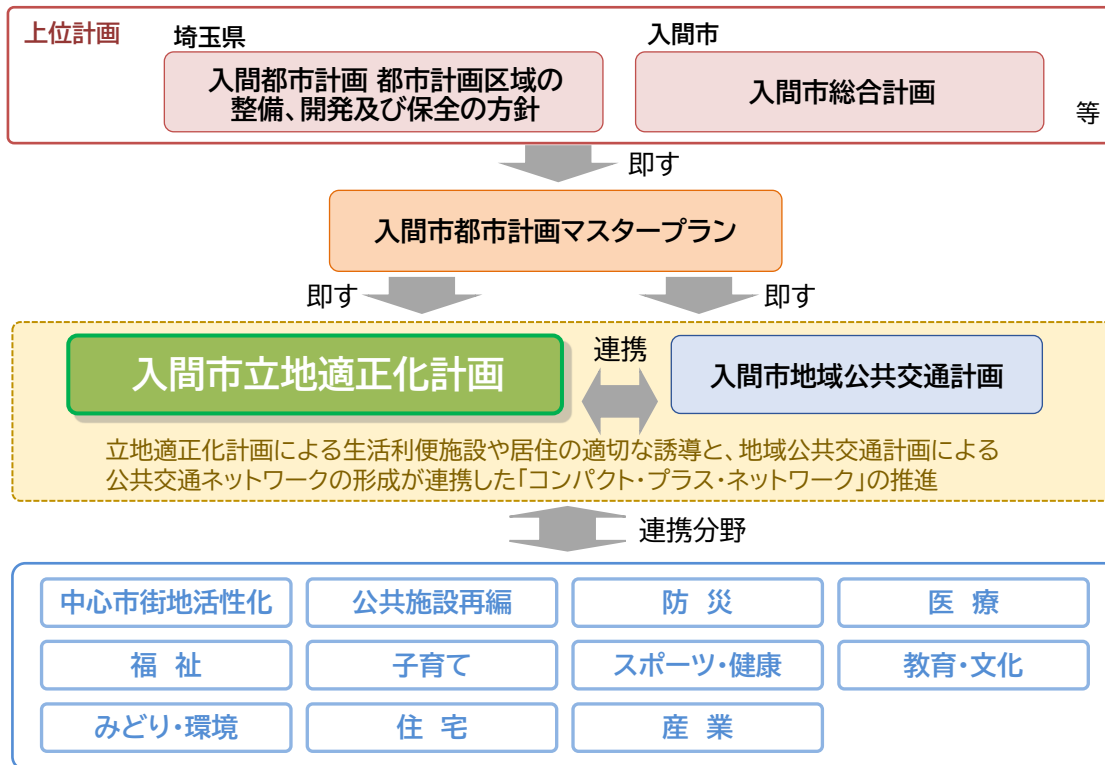 上位計画
埼玉県
入間市
入間都市計画 都市計画区域の
整備、開発及び保全の方針
入間市総合計画
等
即す
入間市都市計画マスタープラン
即す
即す
入間市立地適正化計画
連携
入間市地域公共交通計画
立地適正化計画による生活利便施設や居住の適切な誘導と、地域公共交通計画による
公共交通ネットワークの形成が連携した「コンパクト・プラス・ネットワーク」の推進
連携分野
中心市街地活性化
公共施設再編
防 災
医 療
福 祉
子育て
スポーツ・健康
教育・文化
みどり・環境
住 宅
産 業